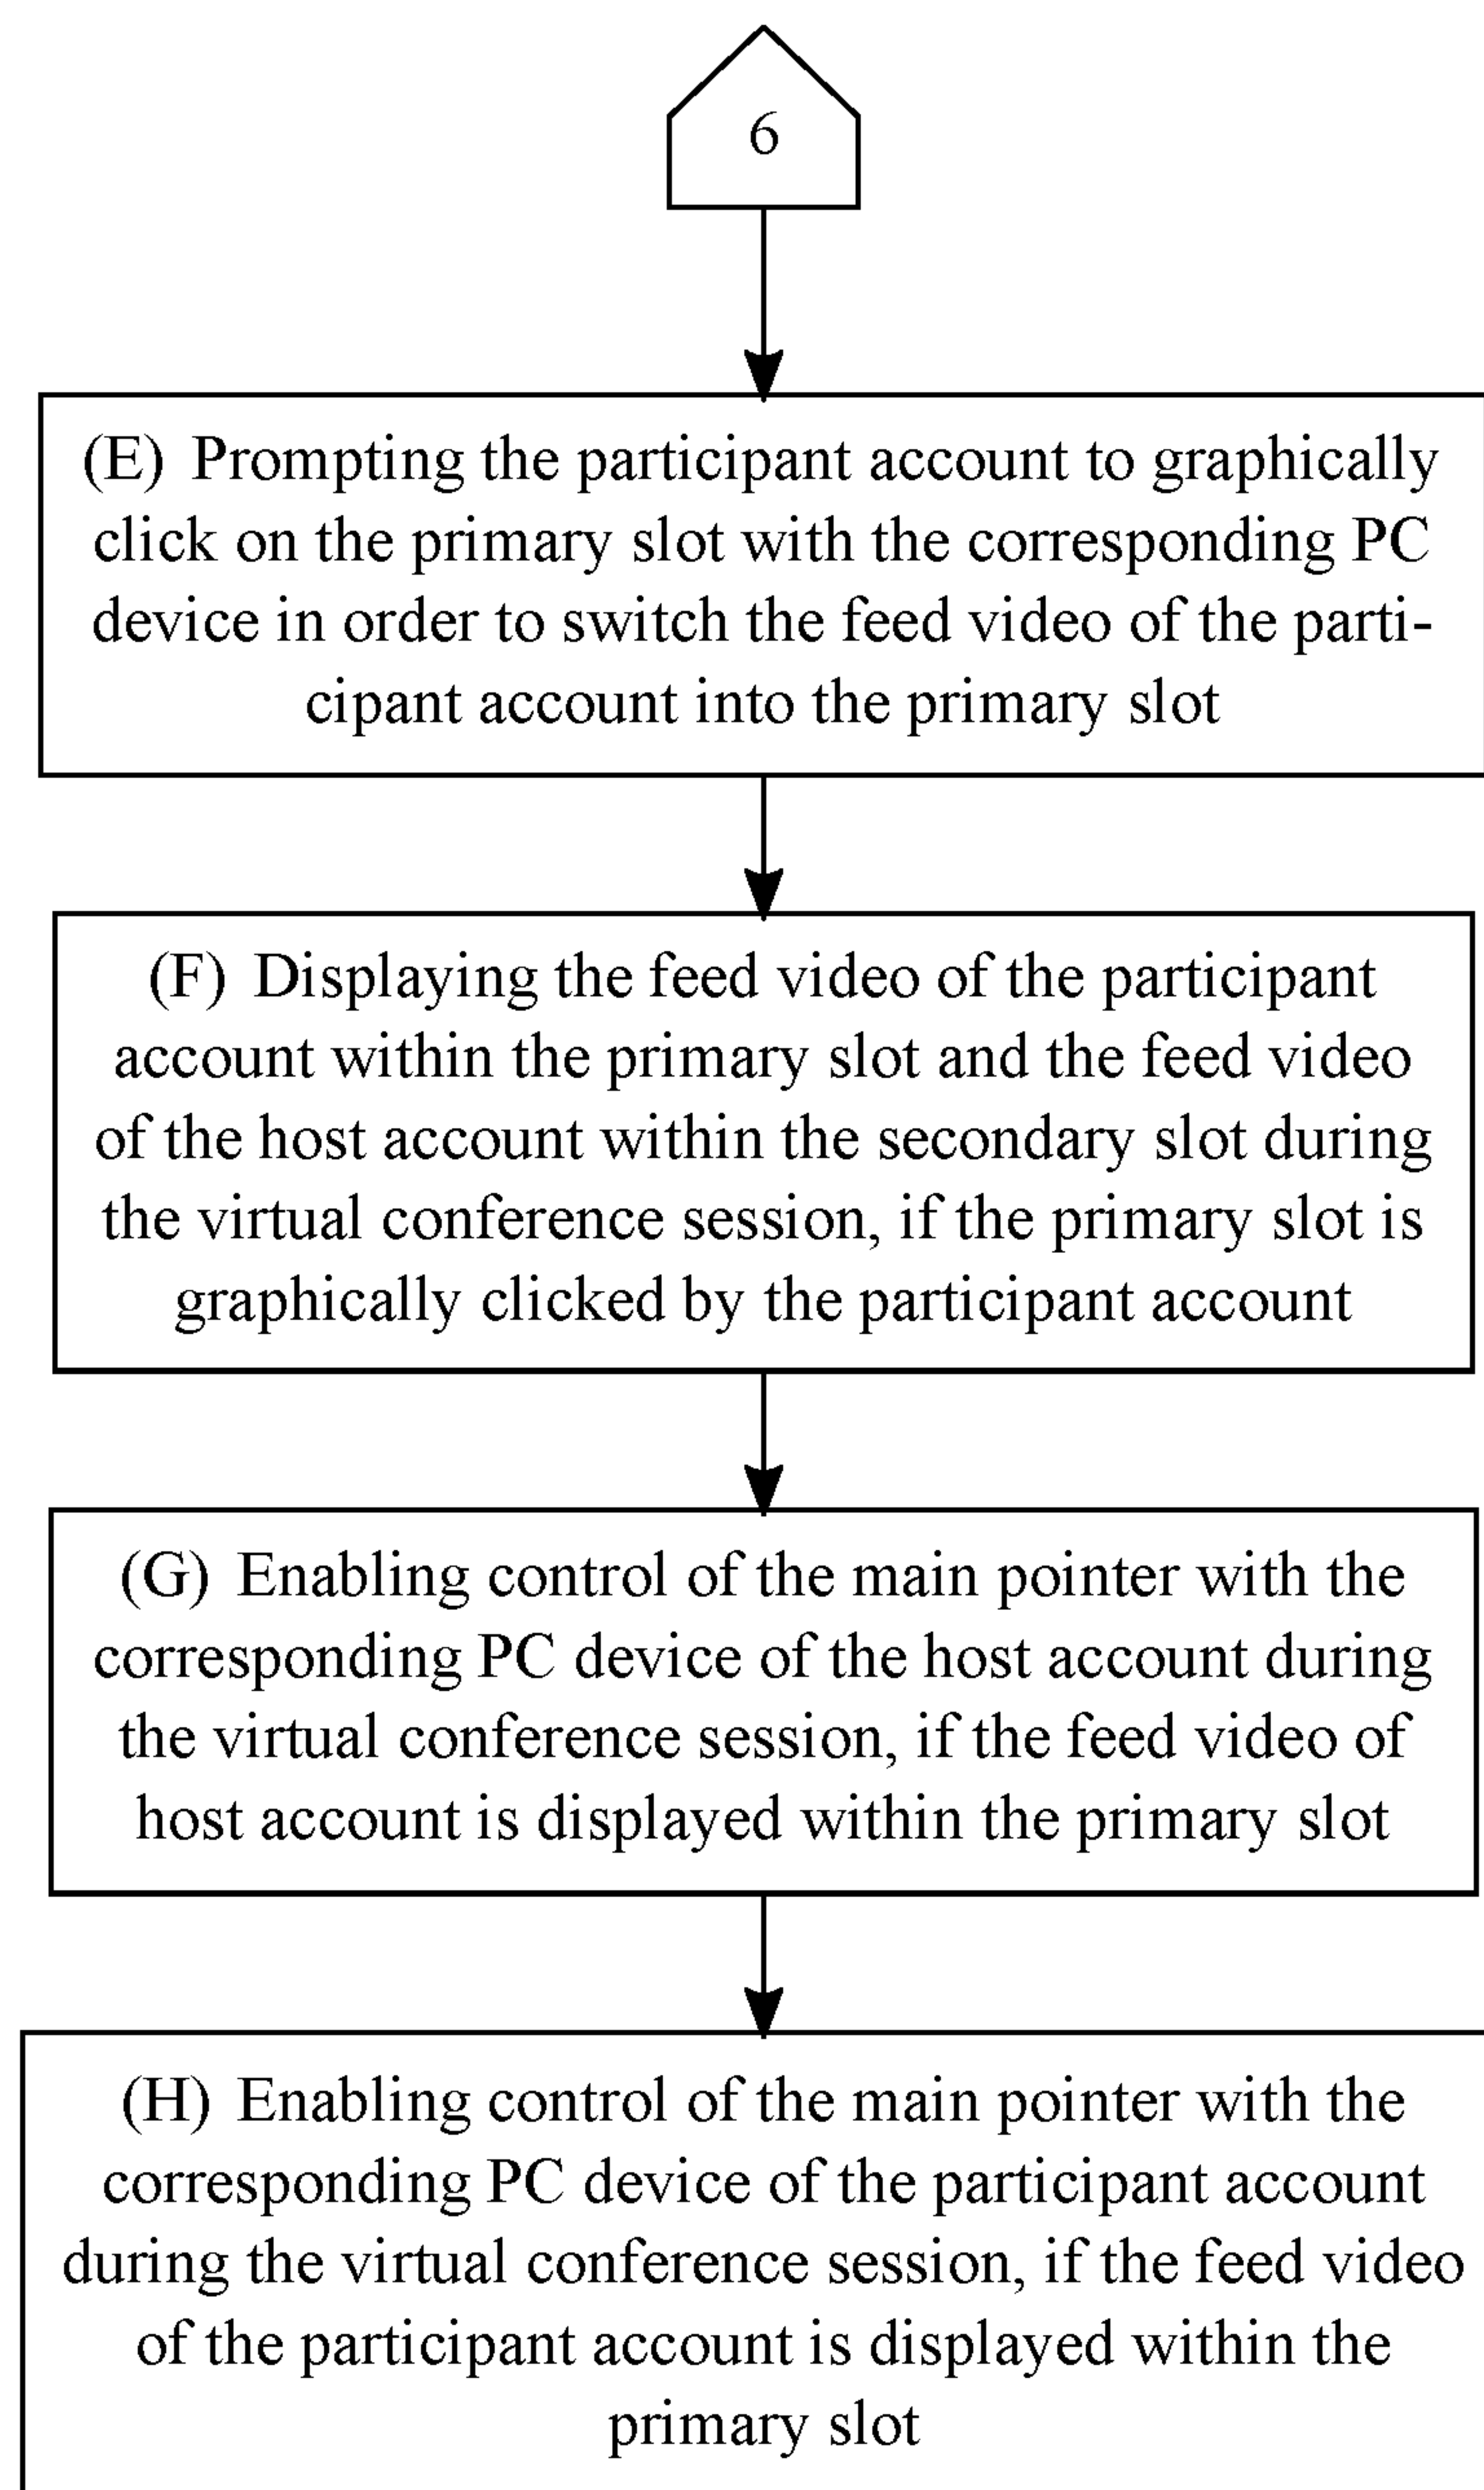 6
(E) Prompting the participant account to graphically
click on the primary slot with the corresponding PC
device in order to switch the feed video of the parti-
cipant account into the primary slot
(F) Displaying the feed video of the participant
account within the primary slot and the feed video
of the host account within the secondary slot during
the virtual conference session, if the primary slot is
graphically clicked by the participant account
(G) Enabling control of the main pointer with the
corresponding PC device of the host account during
the virtual conference session, if the feed video of
host account is displayed within the primary slot
(H) Enabling control of the main pointer with the
corresponding PC device of the participant account
during the virtual conference session, if the feed video
of the participant account is displayed within the
primary slot